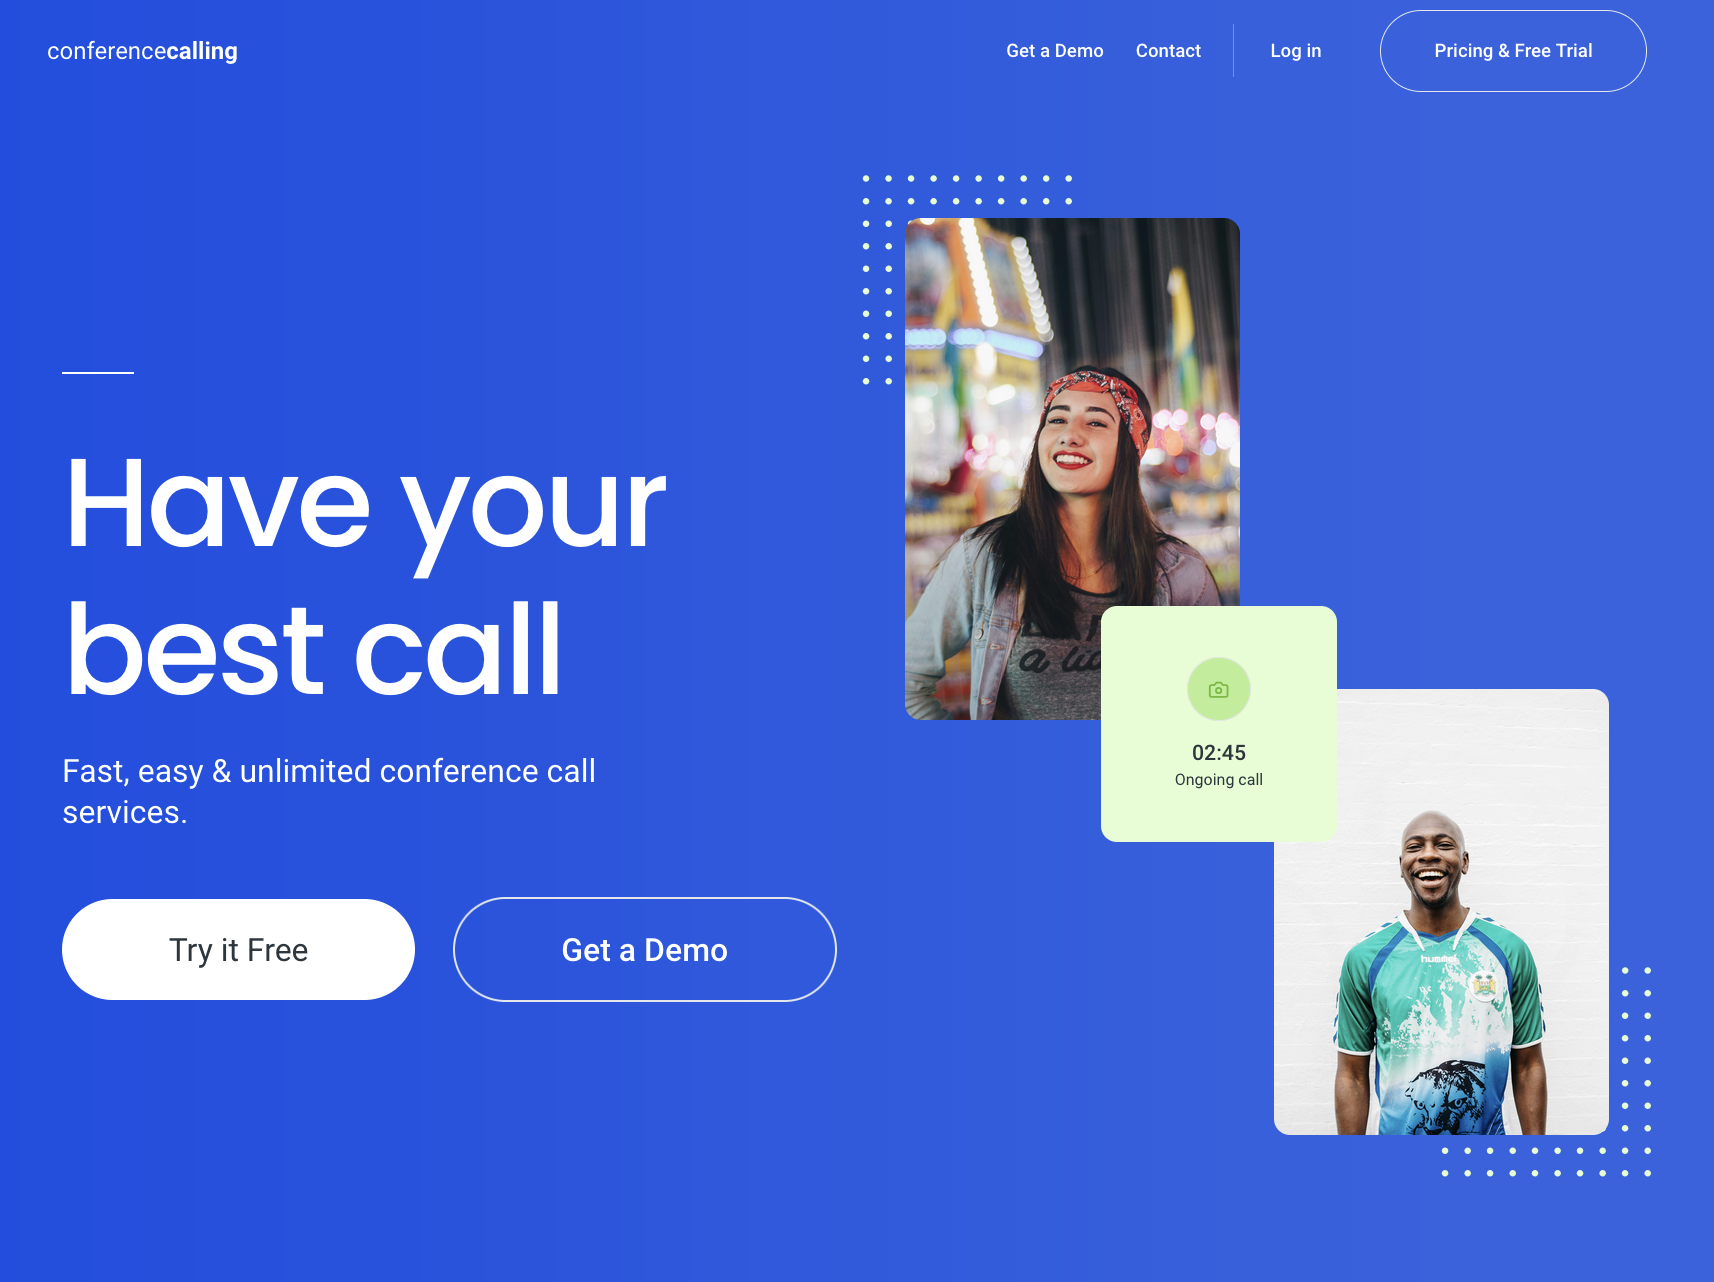 conferencecalling
Get a Demo
Contact
Log in
Pricing & Free Trial
Have your
best call
Fast, easy & unlimited conference call
services.
Try it Free
Get a Demo
a
02:45
Ongoing call
hummel